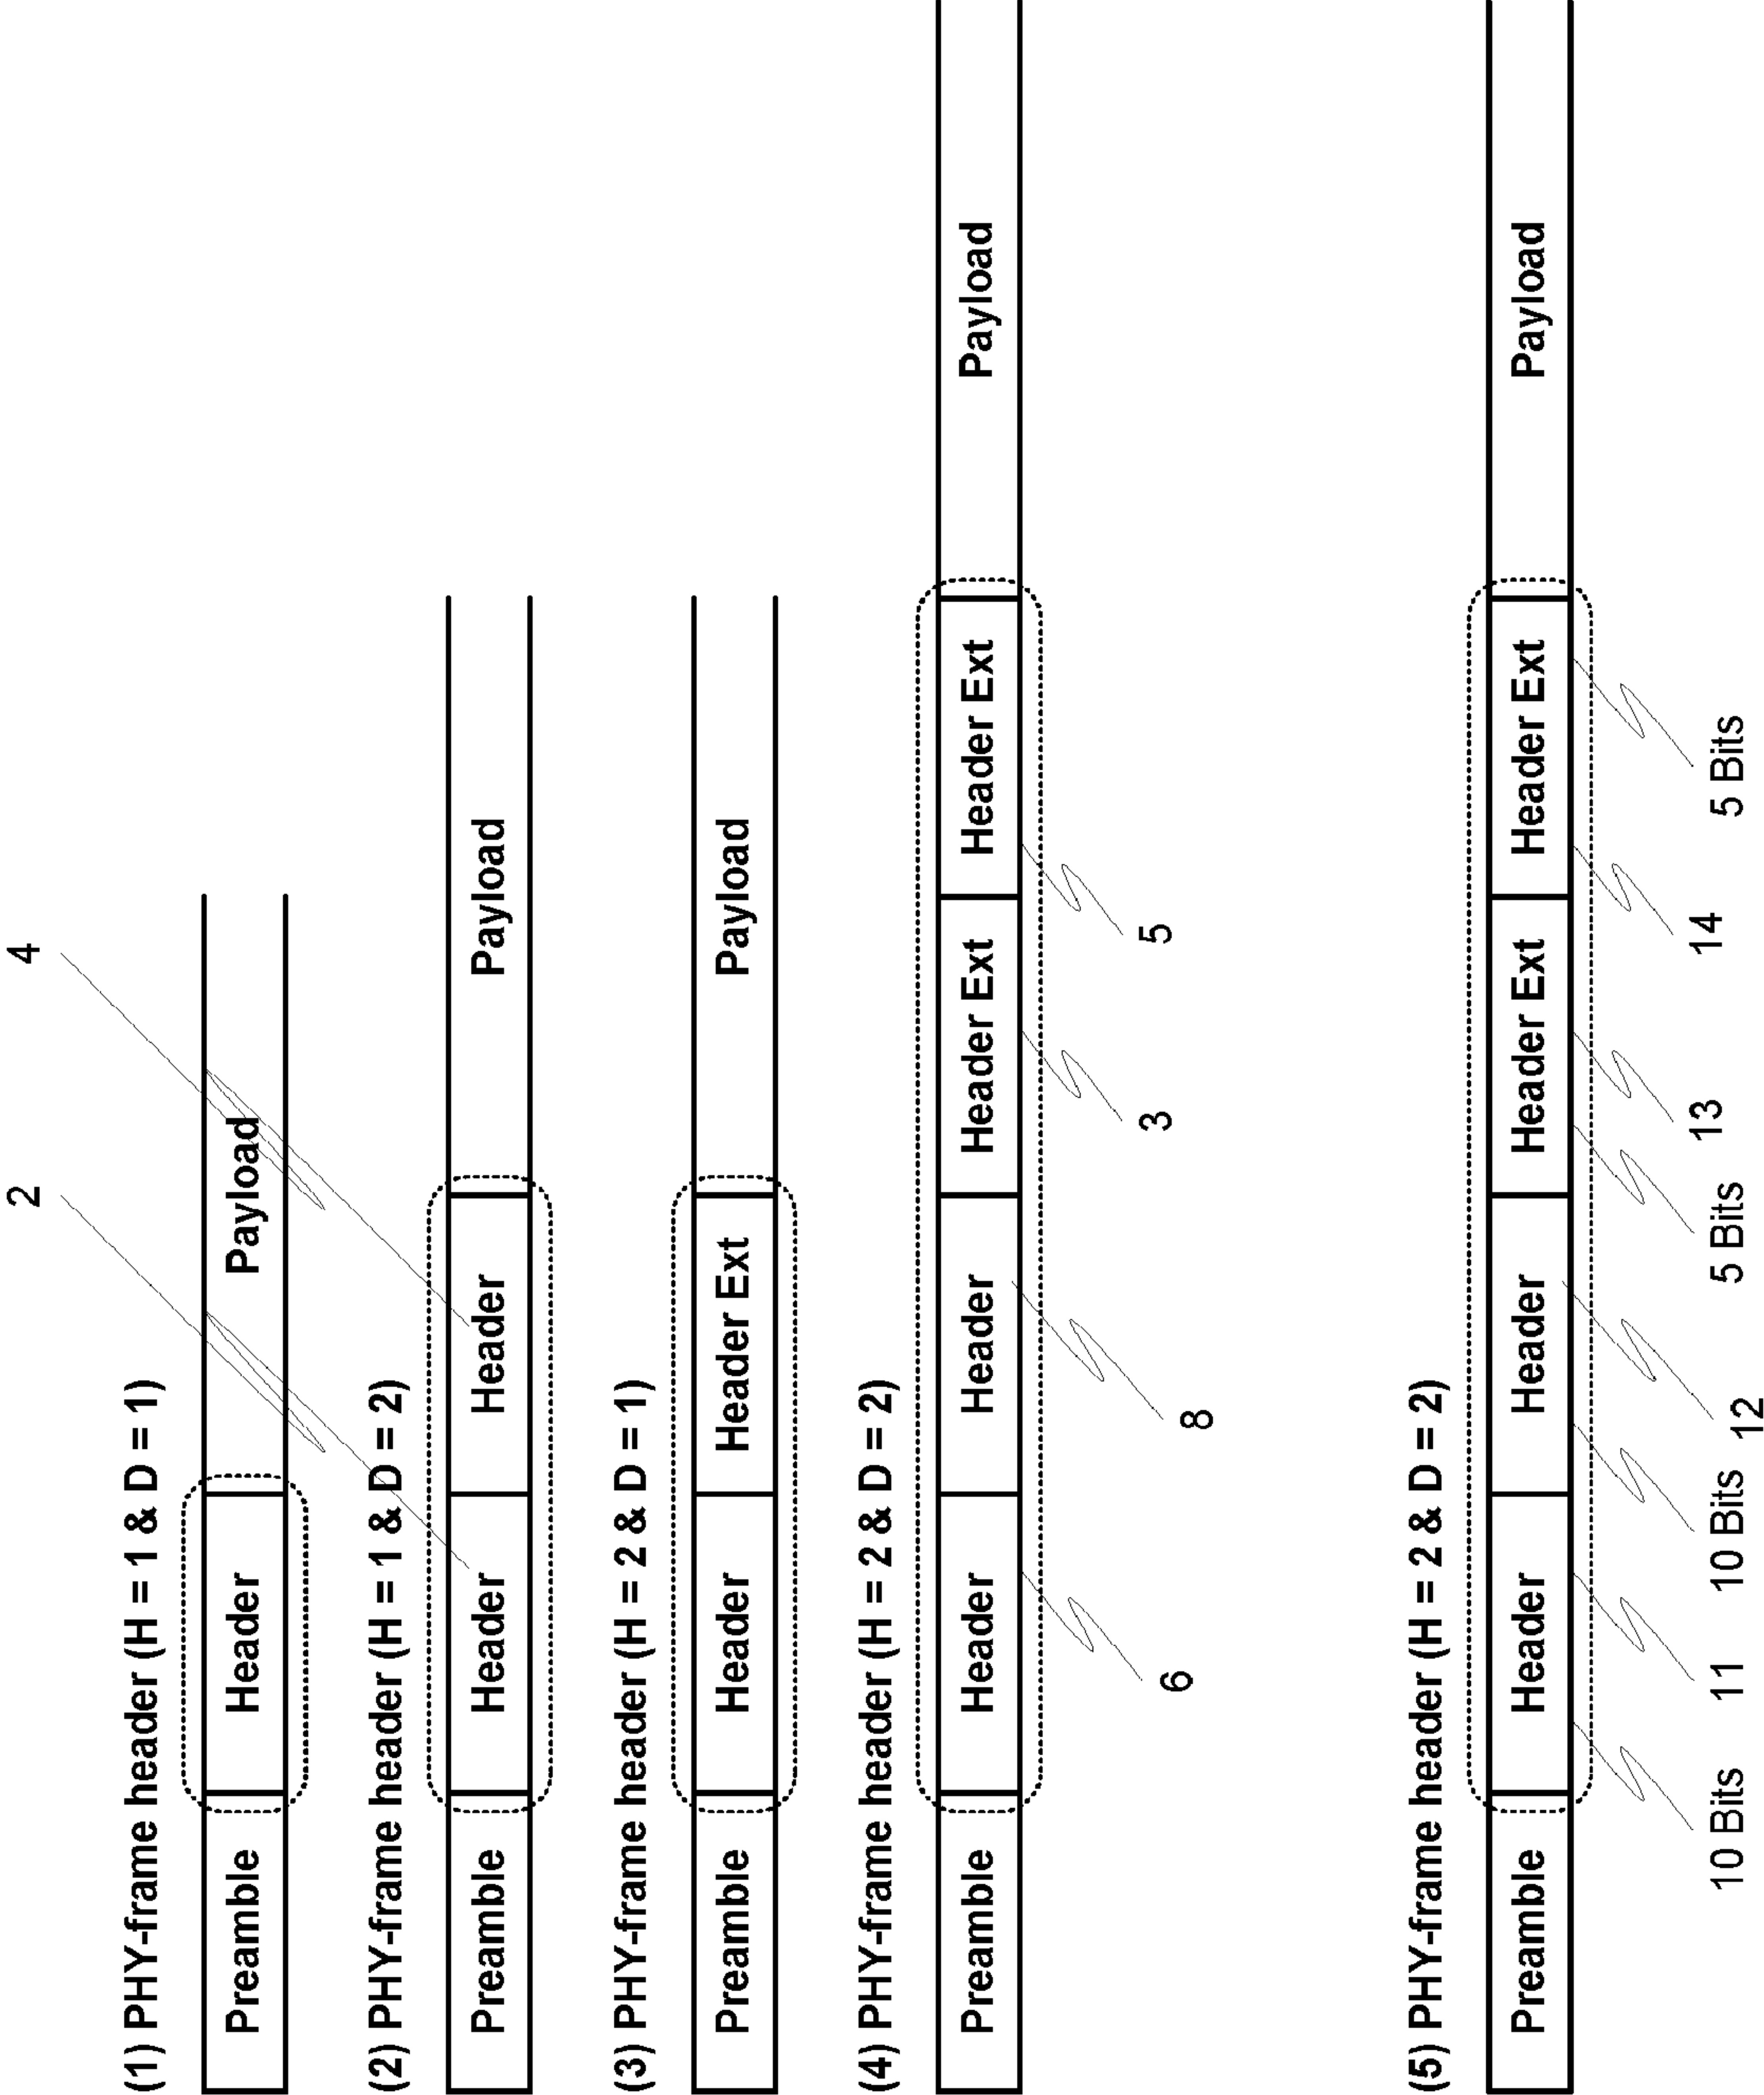 2 4
(1) PHY-frame header (H = 1 & D = 1)
Preamble Header Payload
(2) PHY-frame header (H = 1 & D = 2)
Preamble Header Header Payload
(3) PHY-frame header (H = 2 & D = 1)
Preamble Header Header Ext Payload
(4) PHY-frame header (H = 2 & D = 2)
Preamble Header Header Header Ext Header Ext Payload
6 8 3 5
(5) PHY-frame header (H = 2 & D = 2)
Preamble Header Header Header Ext Header Ext Payload
10 Bits 11 10 Bits 12 5 Bits 13 14 5 Bits